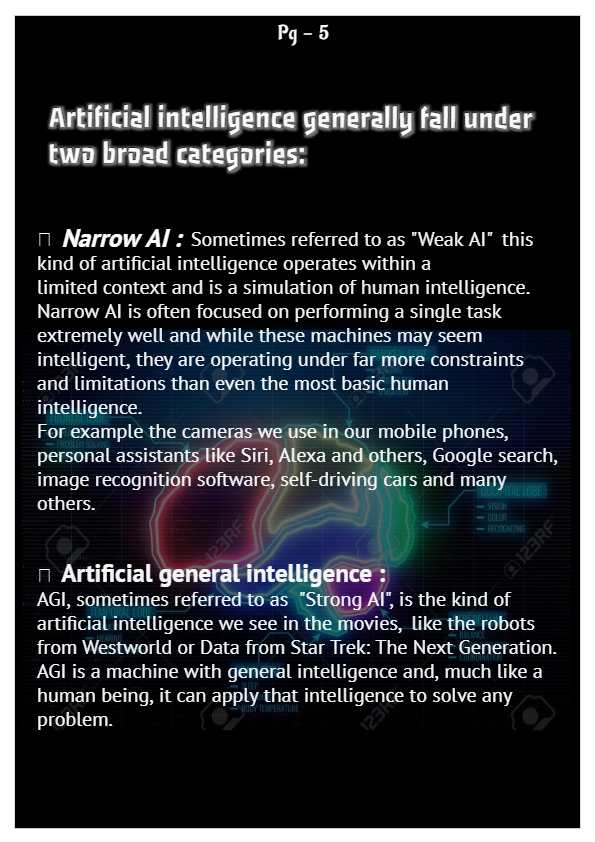 Pg – 5
Artificial intelligence generally fall under
two broad categories:
Narrow AI : Sometimes referred to as "Weak AI" this
kind of artificial intelligence operates within a
limited context and is a simulation of human intelligence.
Narrow AI is often focused on performing a single task
extremely well and while these machines may seem
intelligent, they are operating under far more constraints
and limitations than even the most basic human
intelligence.
For example the cameras we use in our mobile phones,
personal assistants like Siri, Alexa and others, Google search,
image recognition software, self-driving cars and many
others.
VISION
COLOR
RECOGNIZING
123RF
Artificial general intelligence :
AGI, sometimes referred to as "Strong AI", is the kind of
artificial intelligence we see in the movies, like the robots
from Westworld or Data from Star Trek: The Next Generation.
AGI is a machine with general intelligence and, much like a
human being, it can apply that intelligence to solve any
problem.
BODY TEMPERATURE